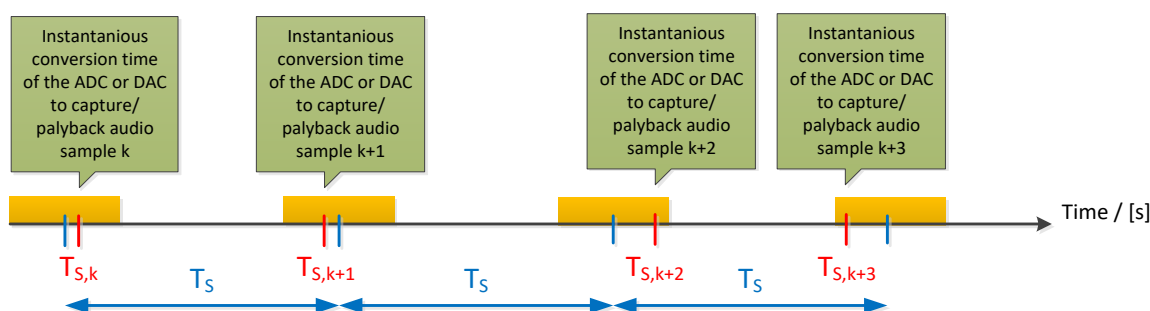 Instantanious
conversion time
of the ADC or DAC
to capture/
palyback audio
sample k
Instantanious
conversion time
of the ADC or DAC
to capture/
palyback audio
sample k+1
Instantanious
conversion time
of the ADC or DAC
to capture/
palyback audio
sample k+2
Instantanious
conversion time
of the ADC or DAC
to capture/
palyback audio
sample k+3
Time / [s]
TS,k
TS,k+1
TS,k+2
TS,k+3
TS
TS
TS